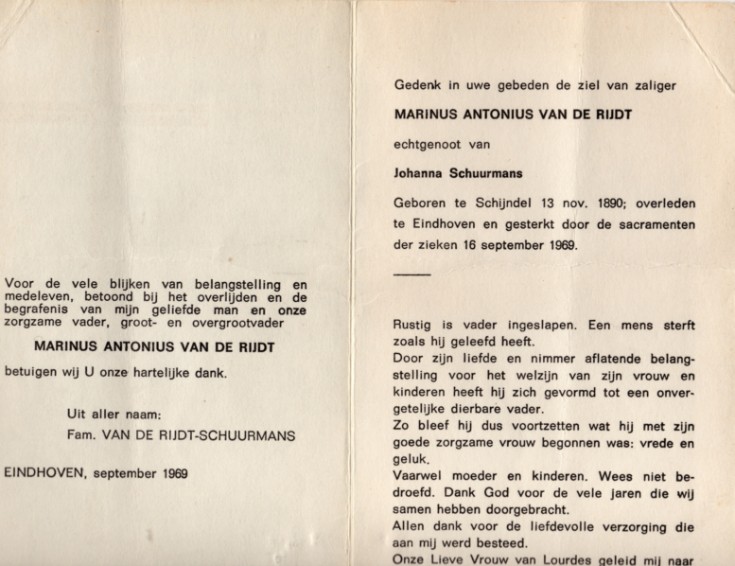 Voor de vele blijken van belangstelling en
medeleven, betoond bij het overlijden en de
begrafenis van mijn geliefde man en onze
zorgzame vader, groot- en overgrootvader
MARINUS ANTONIUS VAN DE RIJDT
betuigen wij U onze hartelijke dank.
Uit aller naam:
Fam. VAN DE RIJDT-SCHUURMANS
EINDHOVEN, september 1969
Gedenk in uwe gebeden de ziel van zaliger
MARINUS ANTONIUS VAN DE RIJDT
echtgenoot van
Johanna Schuurmans
Geboren te Schijndel 13 nov. 1890; overleden
te Eindhoven en gesterkt door de sacramenten
der zieken 16 september 1969.
Rustig is vader ingeslapen. Een mens sterft
zoals hij geleefd heeft.
Door zijn liefde en nimmer aflatende belang-
stelling voor het welzijn van zijn vrouw en
kinderen heeft hij zich gevormd tot een onver-
getelijke dierbare vader.
Zo bleef hij dus voortzetten wat hij met zijn
goede zorgzame vrouw begonnen was: vrede en
geluk.
Vaarwel moeder en kinderen. Wees niet be-
droefd. Dank God voor de vele jaren die wij
samen hebben doorgebracht.
Allen dank voor de liefdevolle verzorging die
aan mij werd besteed.
Onze Lieve Vrouw van Lourdes geleid mij naar